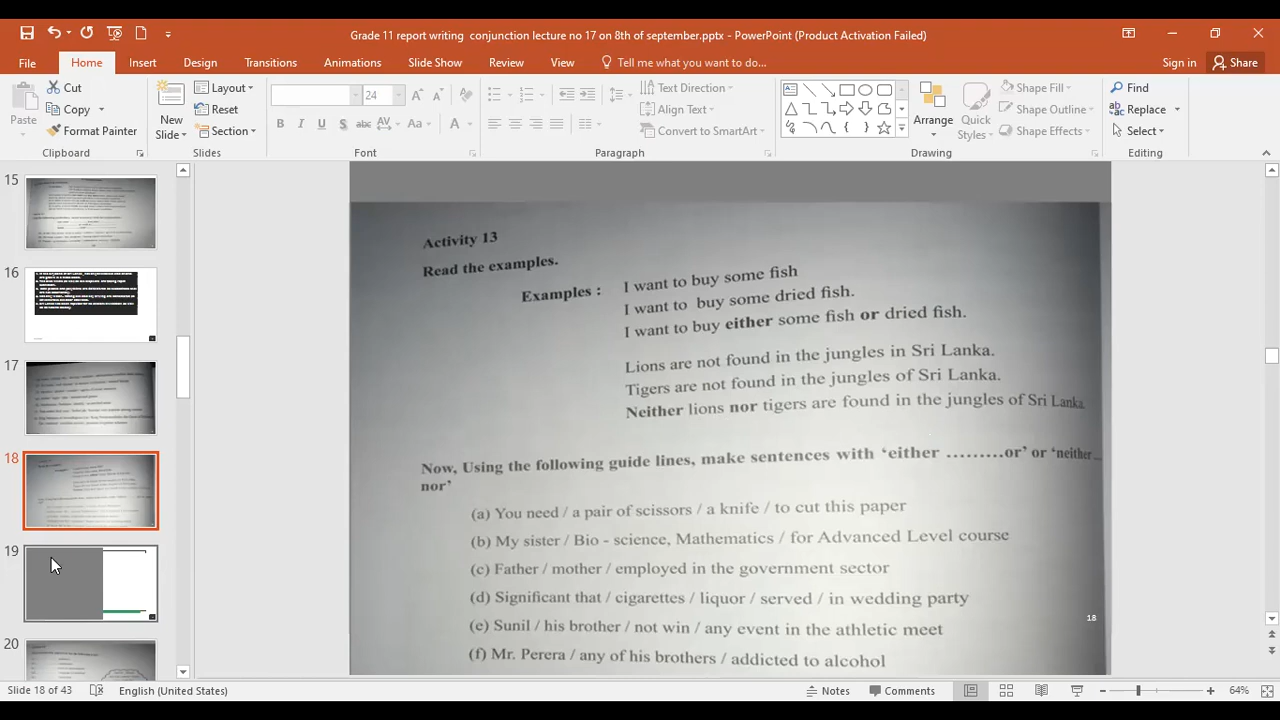 Grade 11 report writing  conjunction lecture no 17 on 8th of september.pptx - PowerPoint (Product Activation Failed)
File Home Insert Design Transitions Animations Slide Show Review View Tell me what you want to do... Sign in Share
Paste Cut Copy Format Painter Clipboard
New Slide Layout Reset Section Slides
24 A A B I U S abc AV Aa A Font
Text Direction Align Text Convert to SmartArt Paragraph
Arrange Quick Styles Shape Fill Shape Outline Shape Effects Drawing
Find Replace Select Editing
15
16
17
18
19
20
Activity 13
Read the examples.
Examples : I want to buy some fish
I want to buy some dried fish.
I want to buy either some fish or dried fish.
Lions are not found in the jungles in Sri Lanka.
Tigers are not found in the jungles of Sri Lanka.
Neither lions nor tigers are found in the jungles of Sri Lanka.
Now, Using the following guide lines, make sentences with ‘either .........or’ or ‘neither ...
nor’
(a) You need / a pair of scissors / a knife / to cut this paper
(b) My sister / Bio - science, Mathematics / for Advanced Level course
(c) Father / mother / employed in the government sector
(d) Significant that / cigarettes / liquor / served / in wedding party
(e) Sunil / his brother / not win / any event in the athletic meet
(f) Mr. Perera / any of his brothers / addicted to alcohol
18
Slide 18 of 43 English (United States) Notes Comments 64%